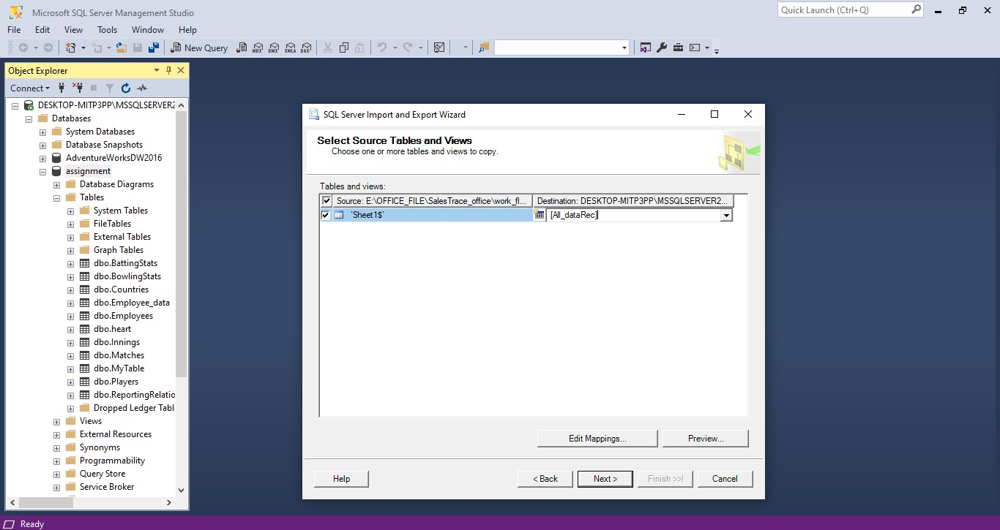 Microsoft SQL Server Management Studio
Quick Launch (Ctrl+Q)
File Edit View Tools Window Help
New Query
MDX DMX XMLA DAX
Object Explorer
Connect
DESKTOP-MITP3PP\MSSQLSERVER2
Databases
System Databases
Database Snapshots
AdventureWorksDW2016
assignment
Database Diagrams
Tables
System Tables
FileTables
External Tables
Graph Tables
dbo.BattingStats
dbo.BowlingStats
dbo.Countries
dbo.Employee_data
dbo.Employees
dbo.heart
dbo.Innings
dbo.Matches
dbo.MyTable
dbo.Players
dbo.ReportingRelatio
Dropped Ledger Tabl
Views
External Resources
Synonyms
Programmability
Query Store
Service Broker
SQL Server Import and Export Wizard
Select Source Tables and Views
Choose one or more tables and views to copy.
Tables and views:
Source: E:\OFFICE_FILE\SalesTrace_office\work_fl... Destination: DESKTOP-MITP3PP\MSSQLSERVER2...
`Sheet1$` [All_dataRec]
Edit Mappings... Preview...
Help < Back Next > Finish >>| Cancel
Ready